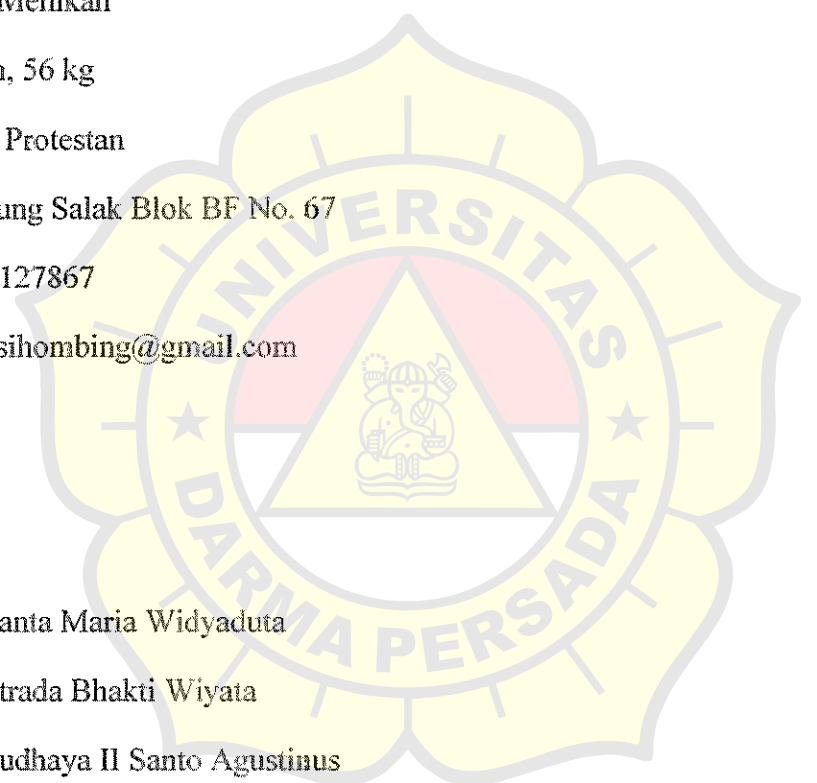 Menikah
, 56 kg
Protestan
ung Salak Blok BF No. 67
127867
sihombing@gmail.com
UNIVERSITAS
DARMA PERSADA
anta Maria Widyaduta
trada Bhakti Wiyata
udhaya II Santo Agustinus